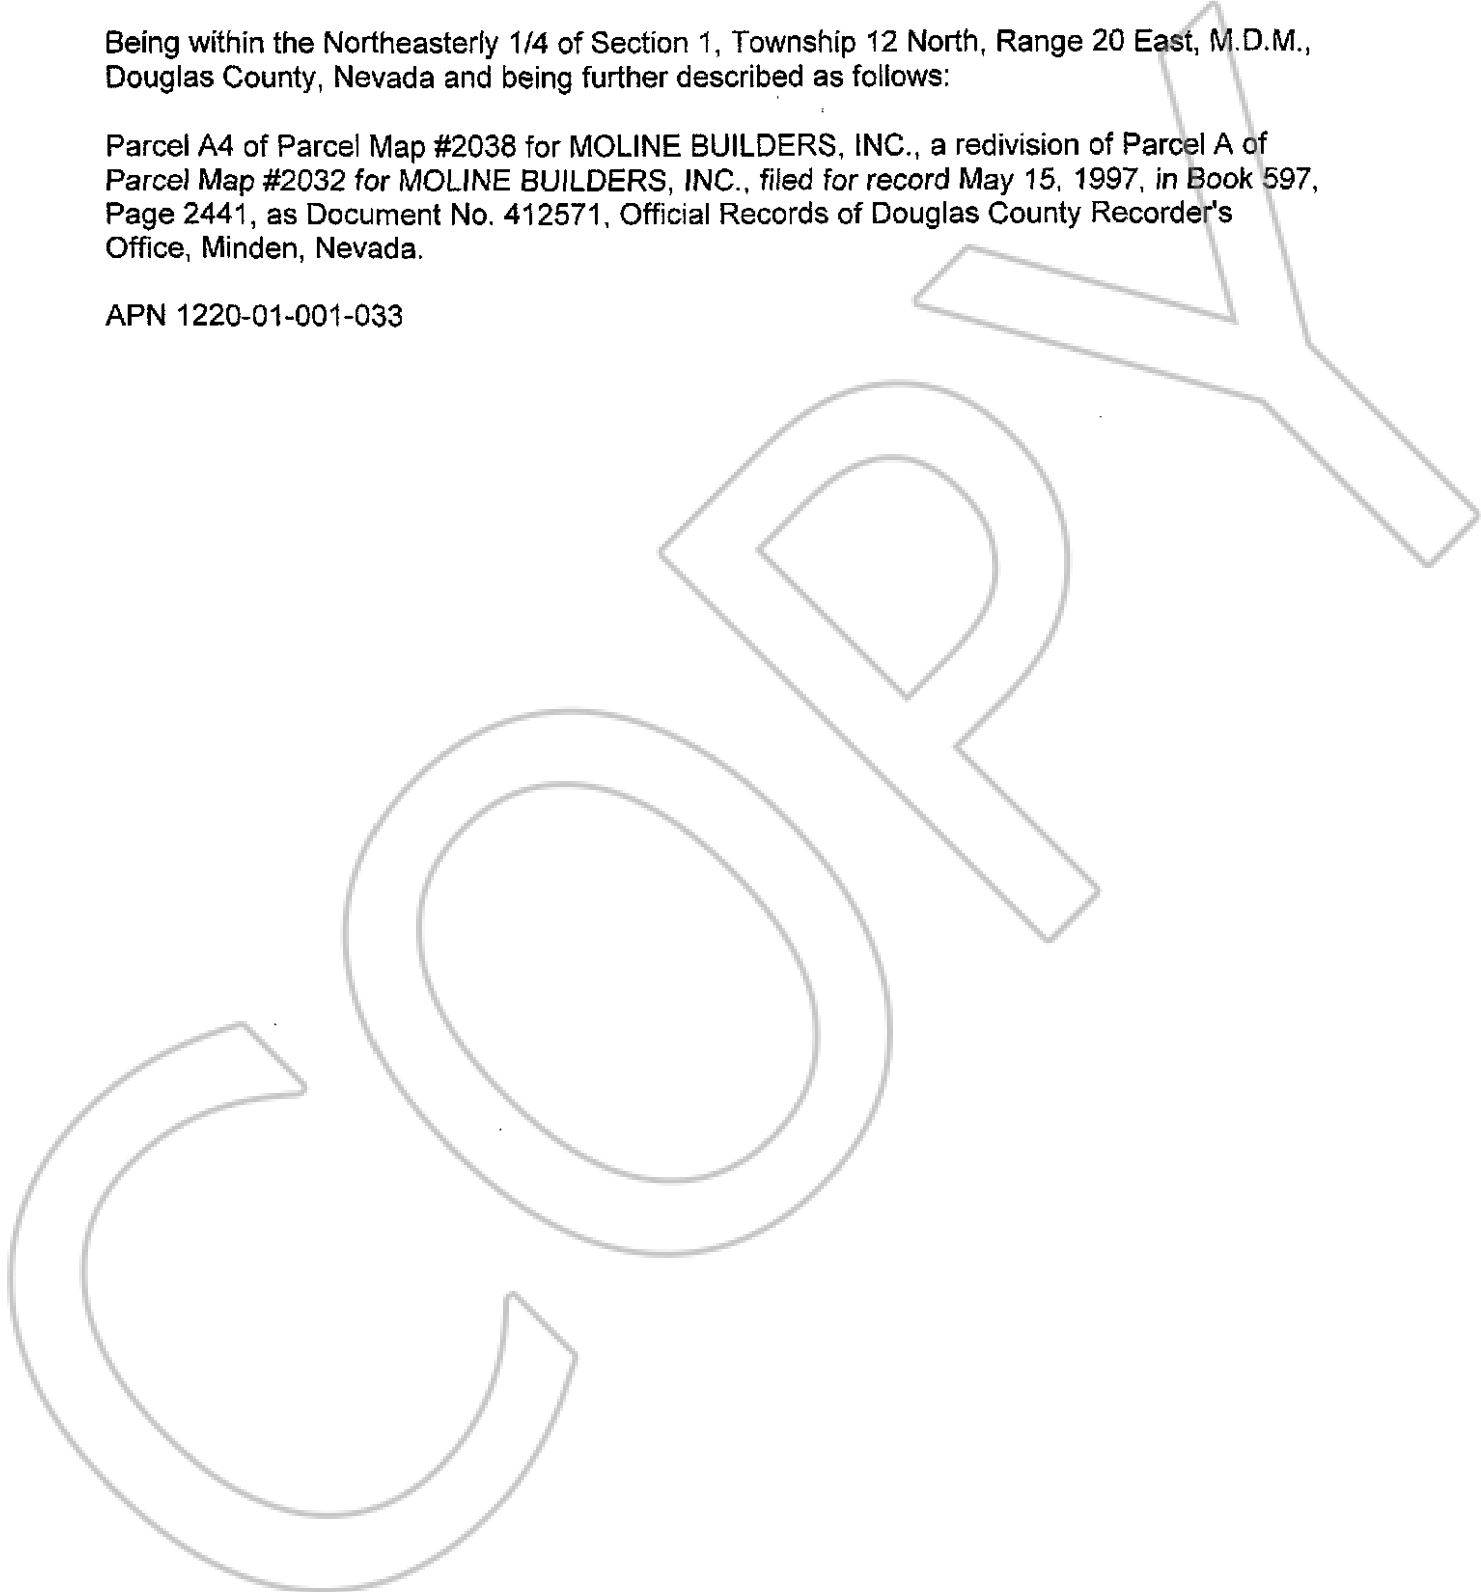 Being within the Northeasterly 1/4 of Section 1, Township 12 North, Range 20 East, M.D.M.,
Douglas County, Nevada and being further described as follows:
Parcel A4 of Parcel Map #2038 for MOLINE BUILDERS, INC., a redivision of Parcel A of
Parcel Map #2032 for MOLINE BUILDERS, INC., filed for record May 15, 1997, in Book 597,
Page 2441, as Document No. 412571, Official Records of Douglas County Recorder's
Office, Minden, Nevada.
APN 1220-01-001-033
COPY